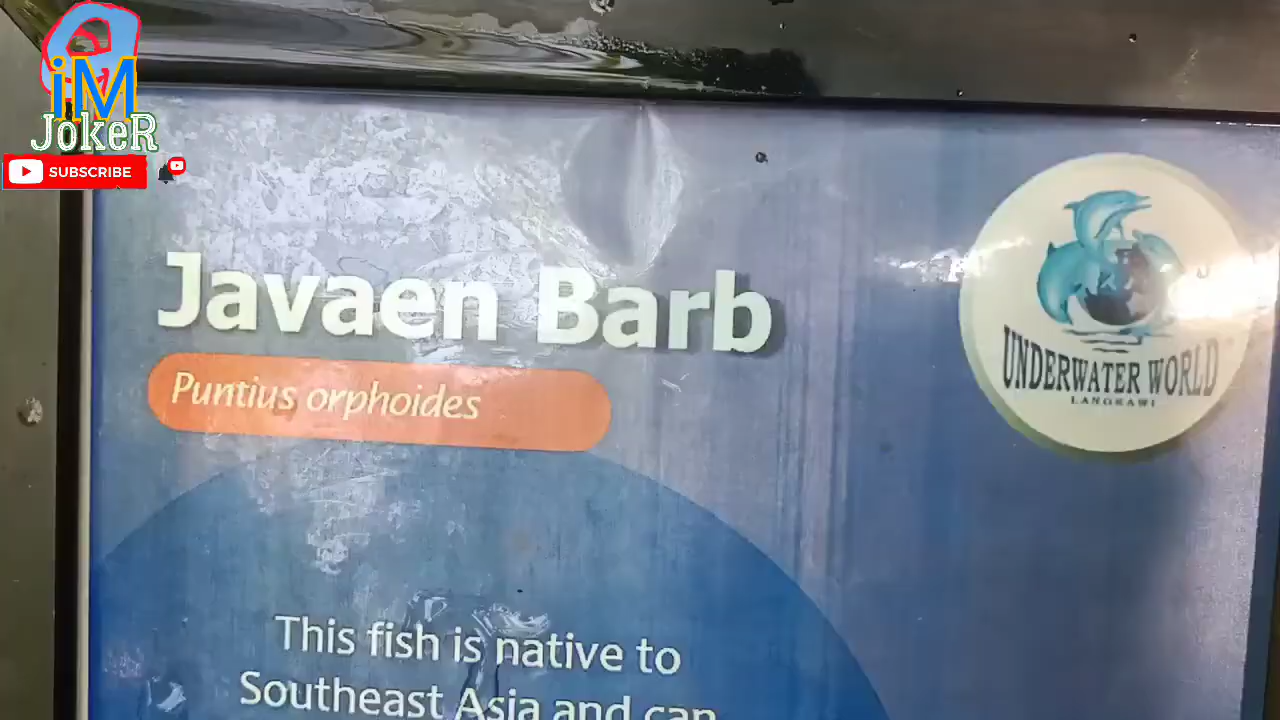 iM
JokeR
SUBSCRIBE
Javaen Barb
Puntius orphoides
UNDERWATER WORLD
LANGKAWI
This fish is native to
Southeast Asia and can